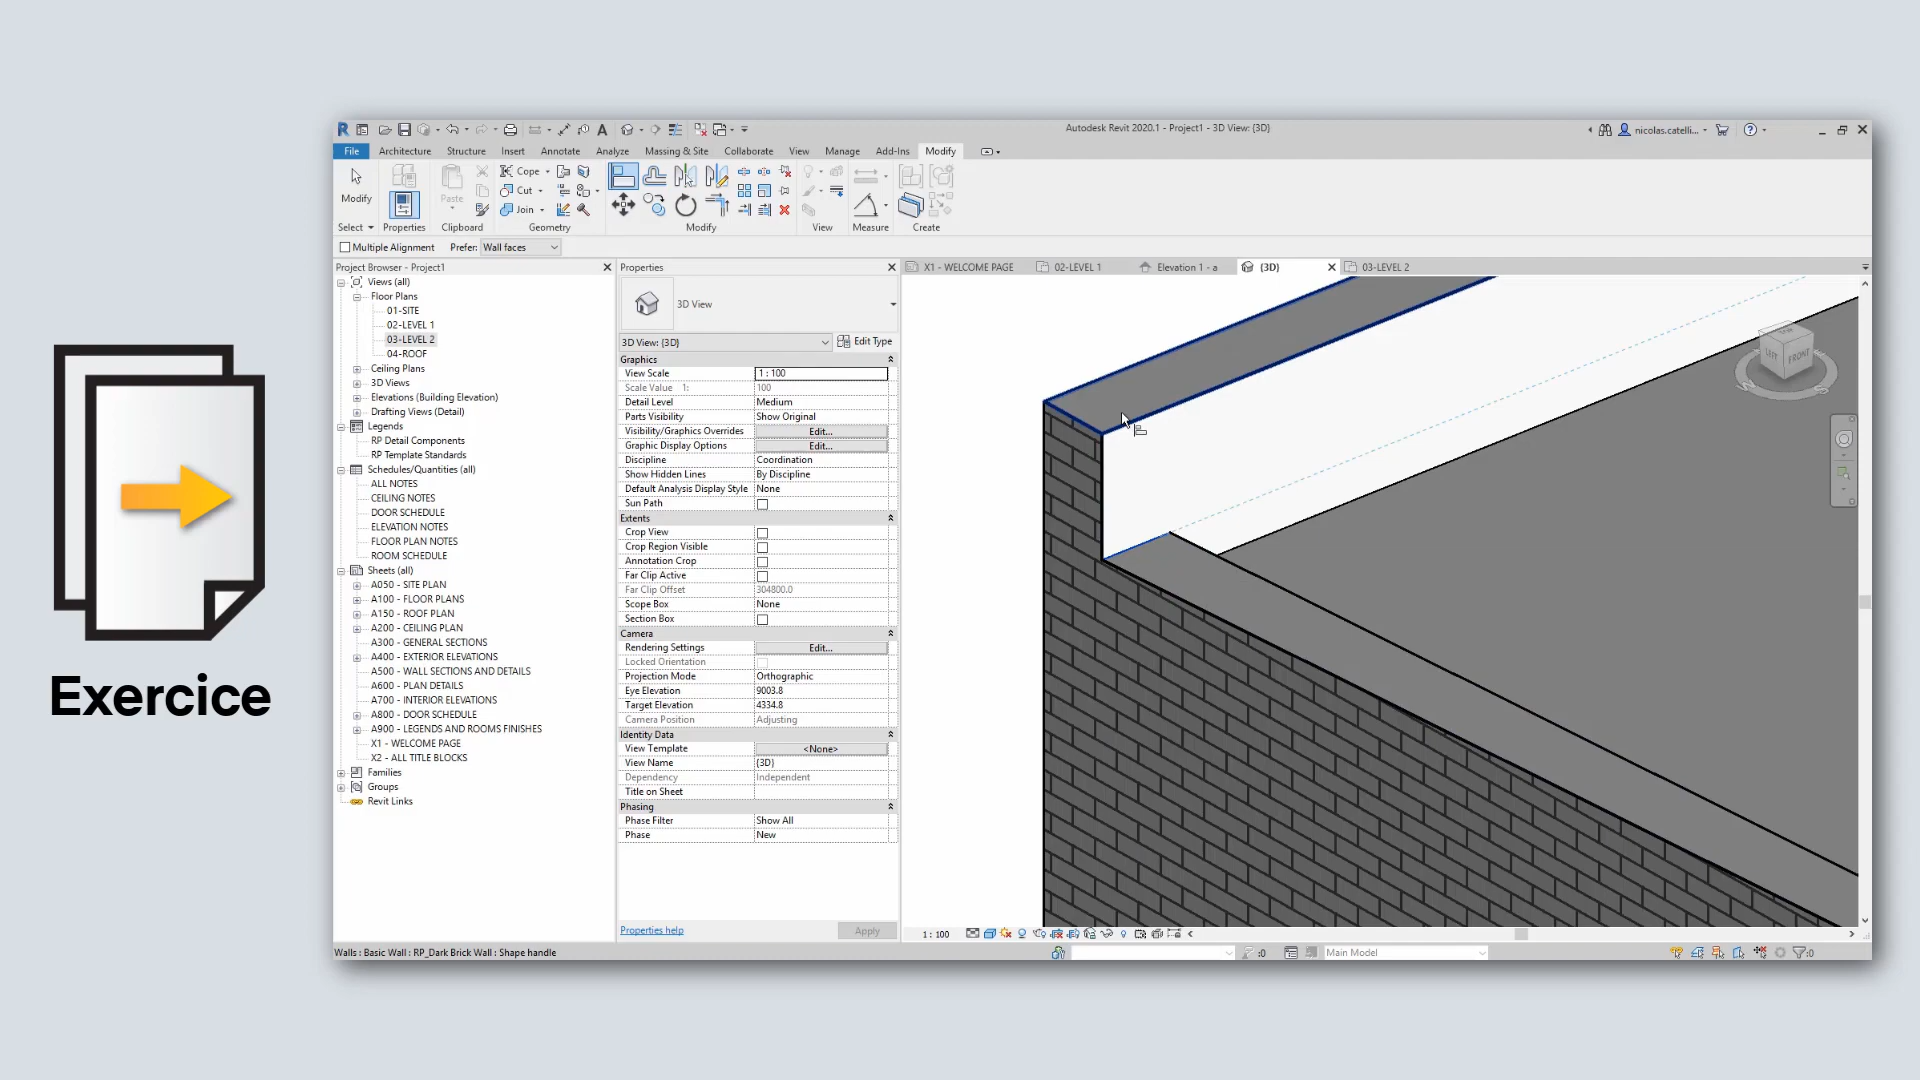 Exercice
Autodesk Revit 2020.1 - Project1 - 3D View: {3D}
nicolas.catelli...
File Architecture Structure Insert Annotate Analyze Massing & Site Collaborate View Manage Add-Ins Modify
Modify
Paste
Cope
Cut
Join
Select Properties Clipboard Geometry Modify View Measure Create
Multiple Alignment Prefer: Wall faces
Project Browser - Project1
Views (all)
Floor Plans
01-SITE
02-LEVEL 1
03-LEVEL 2
04-ROOF
Ceiling Plans
3D Views
Elevations (Building Elevation)
Drafting Views (Detail)
Legends
RP Detail Components
RP Template Standards
Schedules/Quantities (all)
ALL NOTES
CEILING NOTES
DOOR SCHEDULE
ELEVATION NOTES
FLOOR PLAN NOTES
ROOM SCHEDULE
Sheets (all)
A050 - SITE PLAN
A100 - FLOOR PLANS
A150 - ROOF PLAN
A200 - CEILING PLAN
A300 - GENERAL SECTIONS
A400 - EXTERIOR ELEVATIONS
A500 - WALL SECTIONS AND DETAILS
A600 - PLAN DETAILS
A700 - INTERIOR ELEVATIONS
A800 - DOOR SCHEDULE
A900 - LEGENDS AND ROOMS FINISHES
X1 - WELCOME PAGE
X2 - ALL TITLE BLOCKS
Families
Groups
Revit Links
Properties
3D View
3D View: {3D} Edit Type
Graphics
View Scale 1 : 100
Scale Value 1: 100
Detail Level Medium
Parts Visibility Show Original
Visibility/Graphics Overrides Edit...
Graphic Display Options Edit...
Discipline Coordination
Show Hidden Lines By Discipline
Default Analysis Display Style None
Sun Path
Extents
Crop View
Crop Region Visible
Annotation Crop
Far Clip Active
Far Clip Offset 304800.0
Scope Box None
Section Box
Camera
Rendering Settings Edit...
Locked Orientation
Projection Mode Orthographic
Eye Elevation 9003.8
Target Elevation 4334.8
Camera Position Adjusting
Identity Data
View Template <None>
View Name {3D}
Dependency Independent
Title on Sheet
Phasing
Phase Filter Show All
Phase New
Properties help Apply
X1 - WELCOME PAGE 02-LEVEL 1 Elevation 1 - a {3D} 03-LEVEL 2
LEFT FRONT
1 : 100
Walls : Basic Wall : RP_Dark Brick Wall : Shape handle
:0 Main Model :0